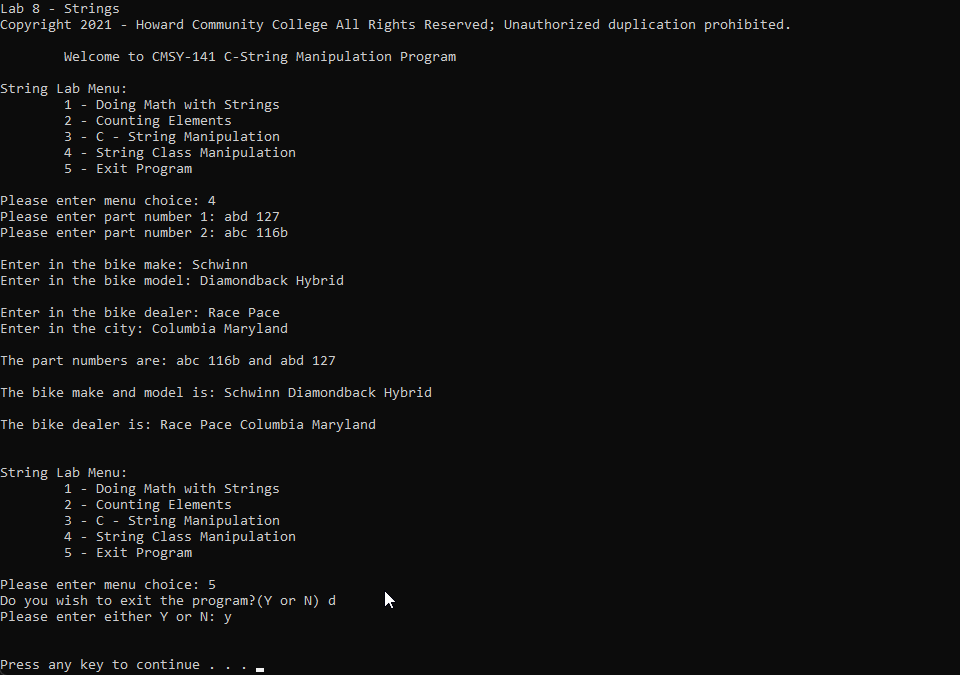 Lab 8 - Strings
Copyright 2021 - Howard Community College All Rights Reserved; Unauthorized duplication prohibited.
Welcome to CMSY-141 C-String Manipulation Program
String Lab Menu:
1 - Doing Math with Strings
2 - Counting Elements
3 - C - String Manipulation
4 - String Class Manipulation
5 - Exit Program
Please enter menu choice: 4
Please enter part number 1: abd 127
Please enter part number 2: abc 116b
Enter in the bike make: Schwinn
Enter in the bike model: Diamondback Hybrid
Enter in the bike dealer: Race Pace
Enter in the city: Columbia Maryland
The part numbers are: abc 116b and abd 127
The bike make and model is: Schwinn Diamondback Hybrid
The bike dealer is: Race Pace Columbia Maryland
String Lab Menu:
1 - Doing Math with Strings
2 - Counting Elements
3 - C - String Manipulation
4 - String Class Manipulation
5 - Exit Program
Please enter menu choice: 5
Do you wish to exit the program?(Y or N) d
Please enter either Y or N: y
Press any key to continue . . .